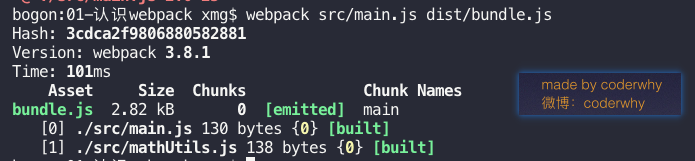 bogon:01-认识webpack xmg$ webpack src/main.js dist/bundle.js
Hash: 3cdca2f9806880582881
Version: webpack 3.8.1
Time: 101ms
Asset Size Chunks Chunk Names
bundle.js 2.82 kB 0 [emitted] main
[0] ./src/main.js 130 bytes {0} [built]
[1] ./src/mathUtils.js 138 bytes {0} [built]
made by coderwhy
微博：coderwhy